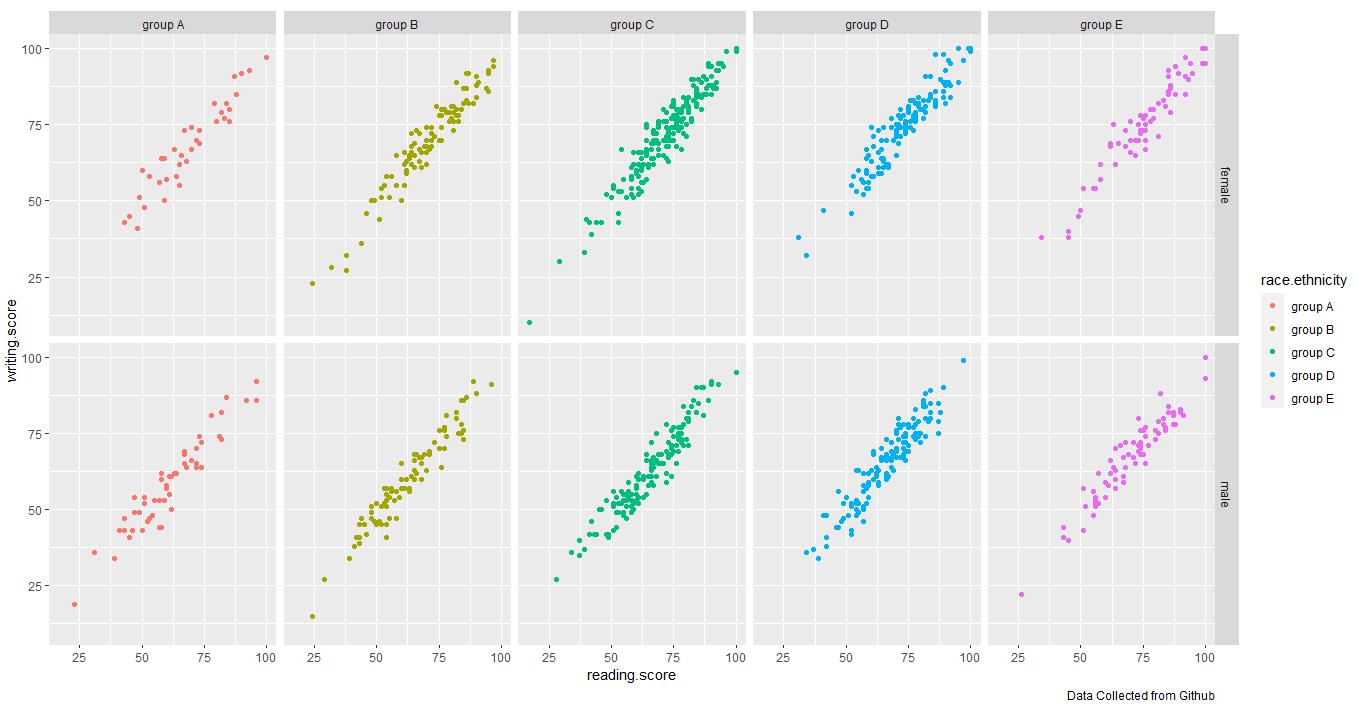 group A group B group C group D group E
100
75
50
25
female
writing.score
100
75
50
25
male
25 50 75 100 25 50 75 100 25 50 75 100 25 50 75 100 25 50 75 100
reading.score
Data Collected from Github
race.ethnicity
group A
group B
group C
group D
group E